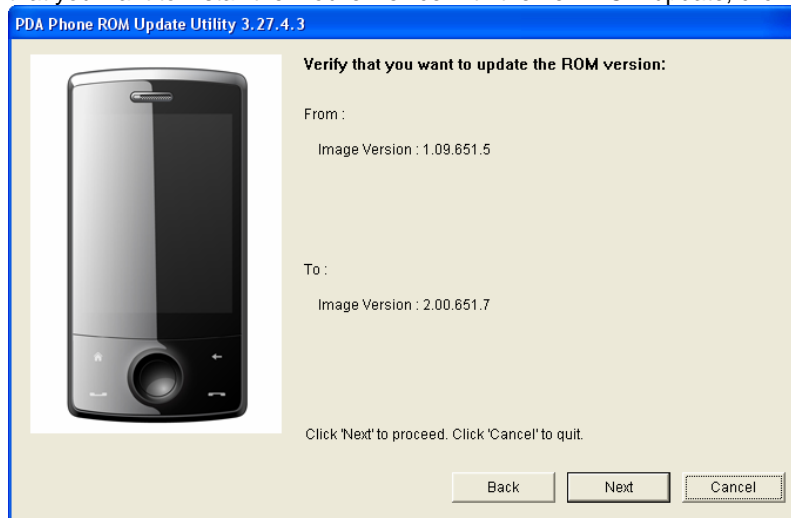 PDA Phone ROM Update Utility 3.27.4.3
Verify that you want to update the ROM version:
From :
Image Version : 1.09.651.5
To :
Image Version : 2.00.651.7
Click 'Next' to proceed. Click 'Cancel' to quit.
Back Next Cancel